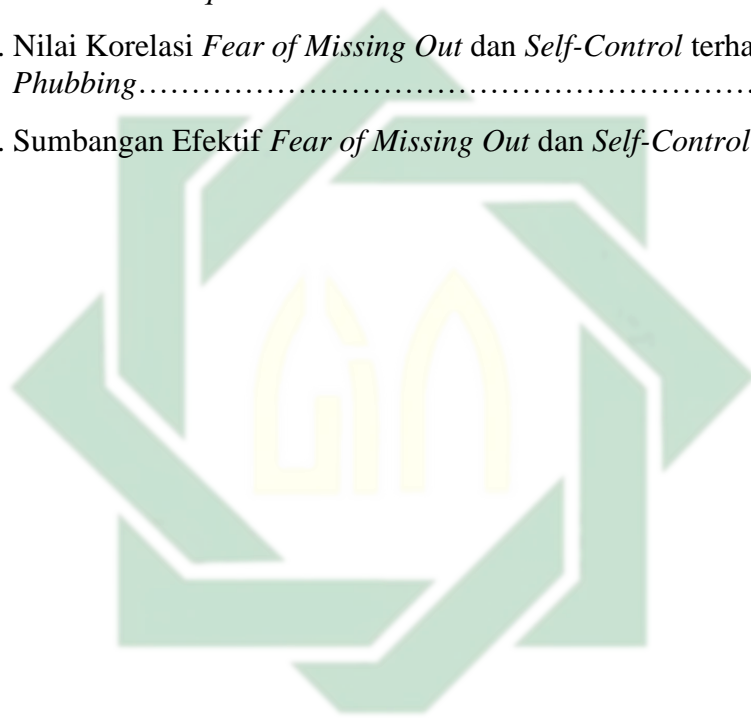 . Nilai Korelasi Fear of Missing Out dan Self-Control
Phubbing……………………………………………………
. Sumbangan Efektif Fear of Missing Out dan Self-Control
uin